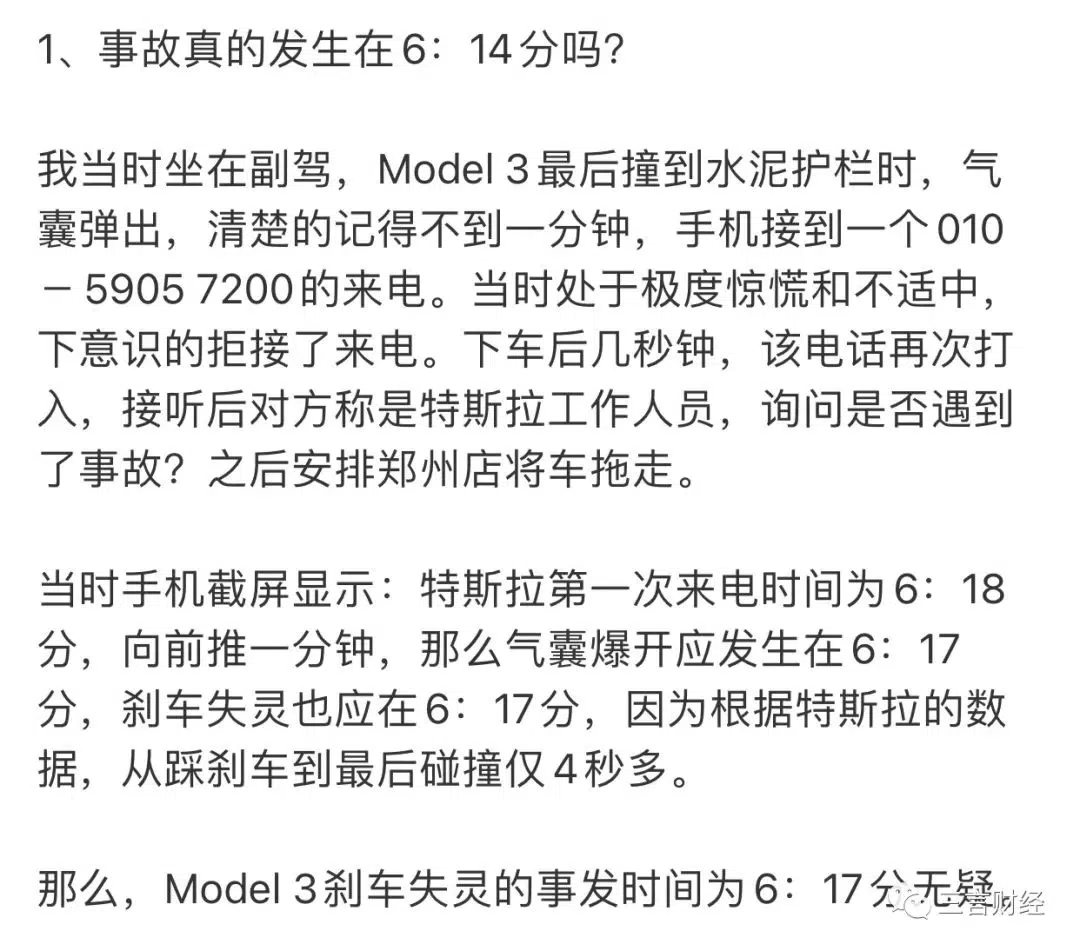 1、事故真的发生在6：14分吗?
我当时坐在副驾，Model 3最后撞到水泥护栏时，气
囊弹出，清楚的记得不到一分钟，手机接到一个010
－5905 7200的来电。当时处于极度惊慌和不适中，
下意识的拒接了来电。下车后几秒钟，该电话再次打
入，接听后对方称是特斯拉工作人员，询问是否遇到
了事故？之后安排郑州店将车拖走。
当时手机截屏显示：特斯拉第一次来电时间为6：18
分，向前推一分钟，那么气囊爆开应发生在6：17
分，刹车失灵也应在6：17分，因为根据特斯拉的数
据，从踩刹车到最后碰撞仅4秒多。
那么，Model 3刹车失灵的事发时间为6：17分无疑。
三言财经